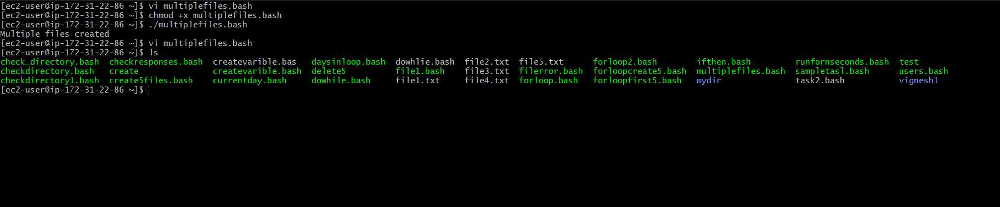 [ec2-user@ip-172-31-22-86 ~]$ vi multiplefiles.bash
[ec2-user@ip-172-31-22-86 ~]$ chmod +x multiplefiles.bash
[ec2-user@ip-172-31-22-86 ~]$ ./multiplefiles.bash
Multiple files created
[ec2-user@ip-172-31-22-86 ~]$ vi multiplefiles.bash
[ec2-user@ip-172-31-22-86 ~]$ ls
check_directory.bash  checkresponses.bash  createvarible.bas   daysinloop.bash  dowhlie.bash  file2.txt  file5.txt      forloop2.bash       ifthen.bash         runfornseconds.bash  test
checkdirectory.bash   create               createvarible.bash  delete5          file1.bash    file3.txt  filerror.bash  forloopcreate5.bash  multiplefiles.bash  sampletasl.bash      users.bash
checkdirectory1.bash  create5files.bash    currentday.bash     dowhile.bash     file1.txt     file4.txt  forloop.bash   forloopfirst5.bash  mydir               task2.bash           vignesh1
[ec2-user@ip-172-31-22-86 ~]$